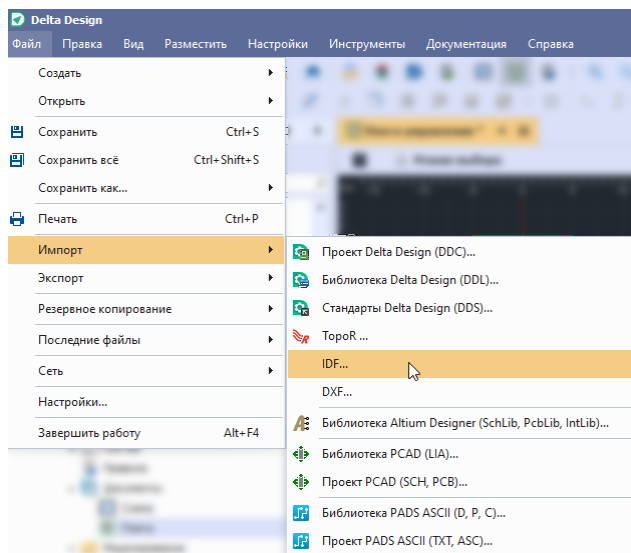 Delta Design
Файл Правка Вид Разместить Настройки Инструменты Документация Справка
Создать
Открыть
Сохранить Ctrl+S
Сохранить всё Ctrl+Shift+S
Сохранить как...
Печать Ctrl+P
Импорт
Экспорт
Резервное копирование
Последние файлы
Сеть
Настройки...
Завершить работу Alt+F4
Проект Delta Design (DDC)...
Библиотека Delta Design (DDL)...
Стандарты Delta Design (DDS)...
TopoR ...
IDF...
DXF...
Библиотека Altium Designer (SchLib, PcbLib, IntLib)...
Библиотека PCAD (LIA)...
Проект PCAD (SCH, PCB)...
Библиотека PADS ASCII (D, P, C)...
Проект PADS ASCII (TXT, ASC)...